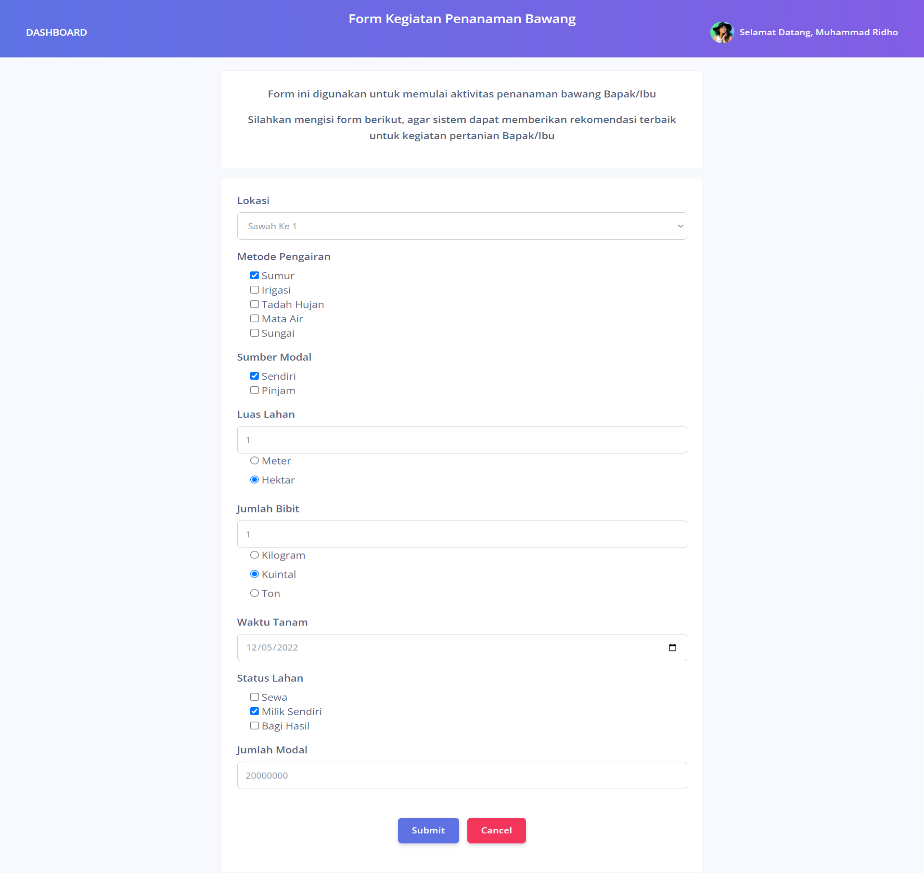 Form Kegiatan Penanaman Bawang
DASHBOARD
Selamat Datang, Muhammad Ridho
Form ini digunakan untuk memulai aktivitas penanaman bawang Bapak/Ibu
Silahkan mengisi form berikut, agar sistem dapat memberikan rekomendasi terbaik
untuk kegiatan pertanian Bapak/Ibu
Lokasi
Sawah Ke 1
Metode Pengairan
Sumur
Irigasi
Tadah Hujan
Mata Air
Sungai
Sumber Modal
Sendiri
Pinjam
Luas Lahan
1
Meter
Hektar
Jumlah Bibit
1
Kilogram
Kuintal
Ton
Waktu Tanam
12/05/2022
Status Lahan
Sewa
Milik Sendiri
Bagi Hasil
Jumlah Modal
20000000
Submit
Cancel